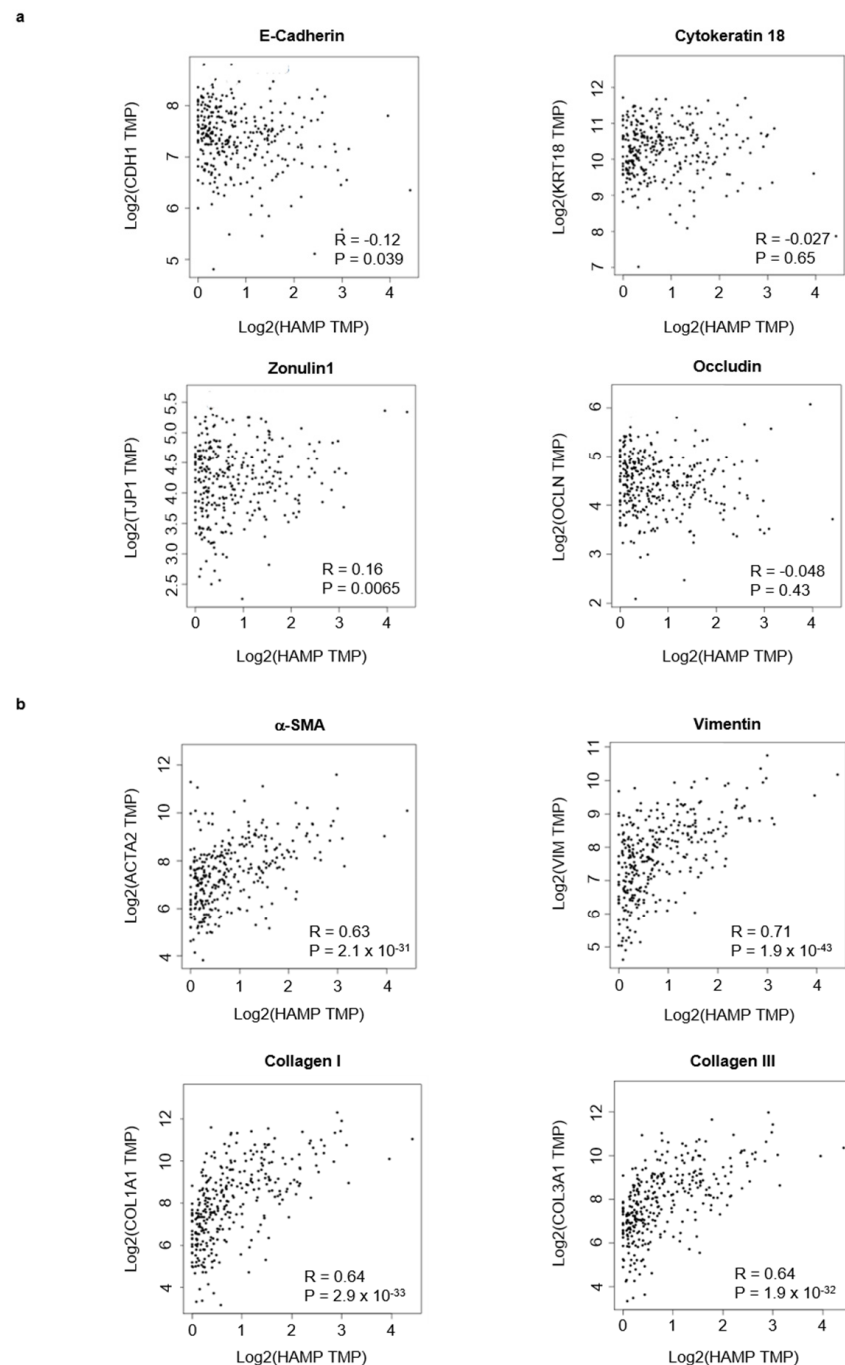 a
E-Cadherin
Log2(CDH1 TMP)
8
7
6
5
R = -0.12
P = 0.039
0 1 2 3 4
Log2(HAMP TMP)
Cytokeratin 18
Log2(KRT18 TMP)
12
11
10
9
8
7
R = -0.027
P = 0.65
0 1 2 3 4
Log2(HAMP TMP)
Zonulin1
Log2(TJP1 TMP)
5.5
5.0
4.5
4.0
3.5
3.0
2.5
R = 0.16
P = 0.0065
0 1 2 3 4
Log2(HAMP TMP)
Occludin
Log2(OCLN TMP)
6
5
4
3
2
R = -0.048
P = 0.43
0 1 2 3 4
Log2(HAMP TMP)
b
α-SMA
Log2(ACTA2 TMP)
12
10
8
6
4
R = 0.63
P = 2.1 x 10⁻³¹
0 1 2 3 4
Log2(HAMP TMP)
Vimentin
Log2(VIM TMP)
11
10
9
8
7
6
5
R = 0.71
P = 1.9 x 10⁻⁴³
0 1 2 3 4
Log2(HAMP TMP)
Collagen I
Log2(COL1A1 TMP)
12
10
8
6
4
R = 0.64
P = 2.9 x 10⁻³³
0 1 2 3 4
Log2(HAMP TMP)
Collagen III
Log2(COL3A1 TMP)
12
10
8
6
4
R = 0.64
P = 1.9 x 10⁻³²
0 1 2 3 4
Log2(HAMP TMP)